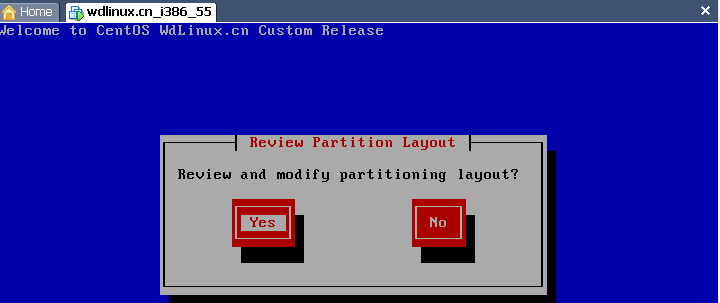 Home wdlinux.cn_i386_55
Welcome to CentOS WdLinux.cn Custom Release
Review Partition Layout
Review and modify partitioning layout?
Yes No